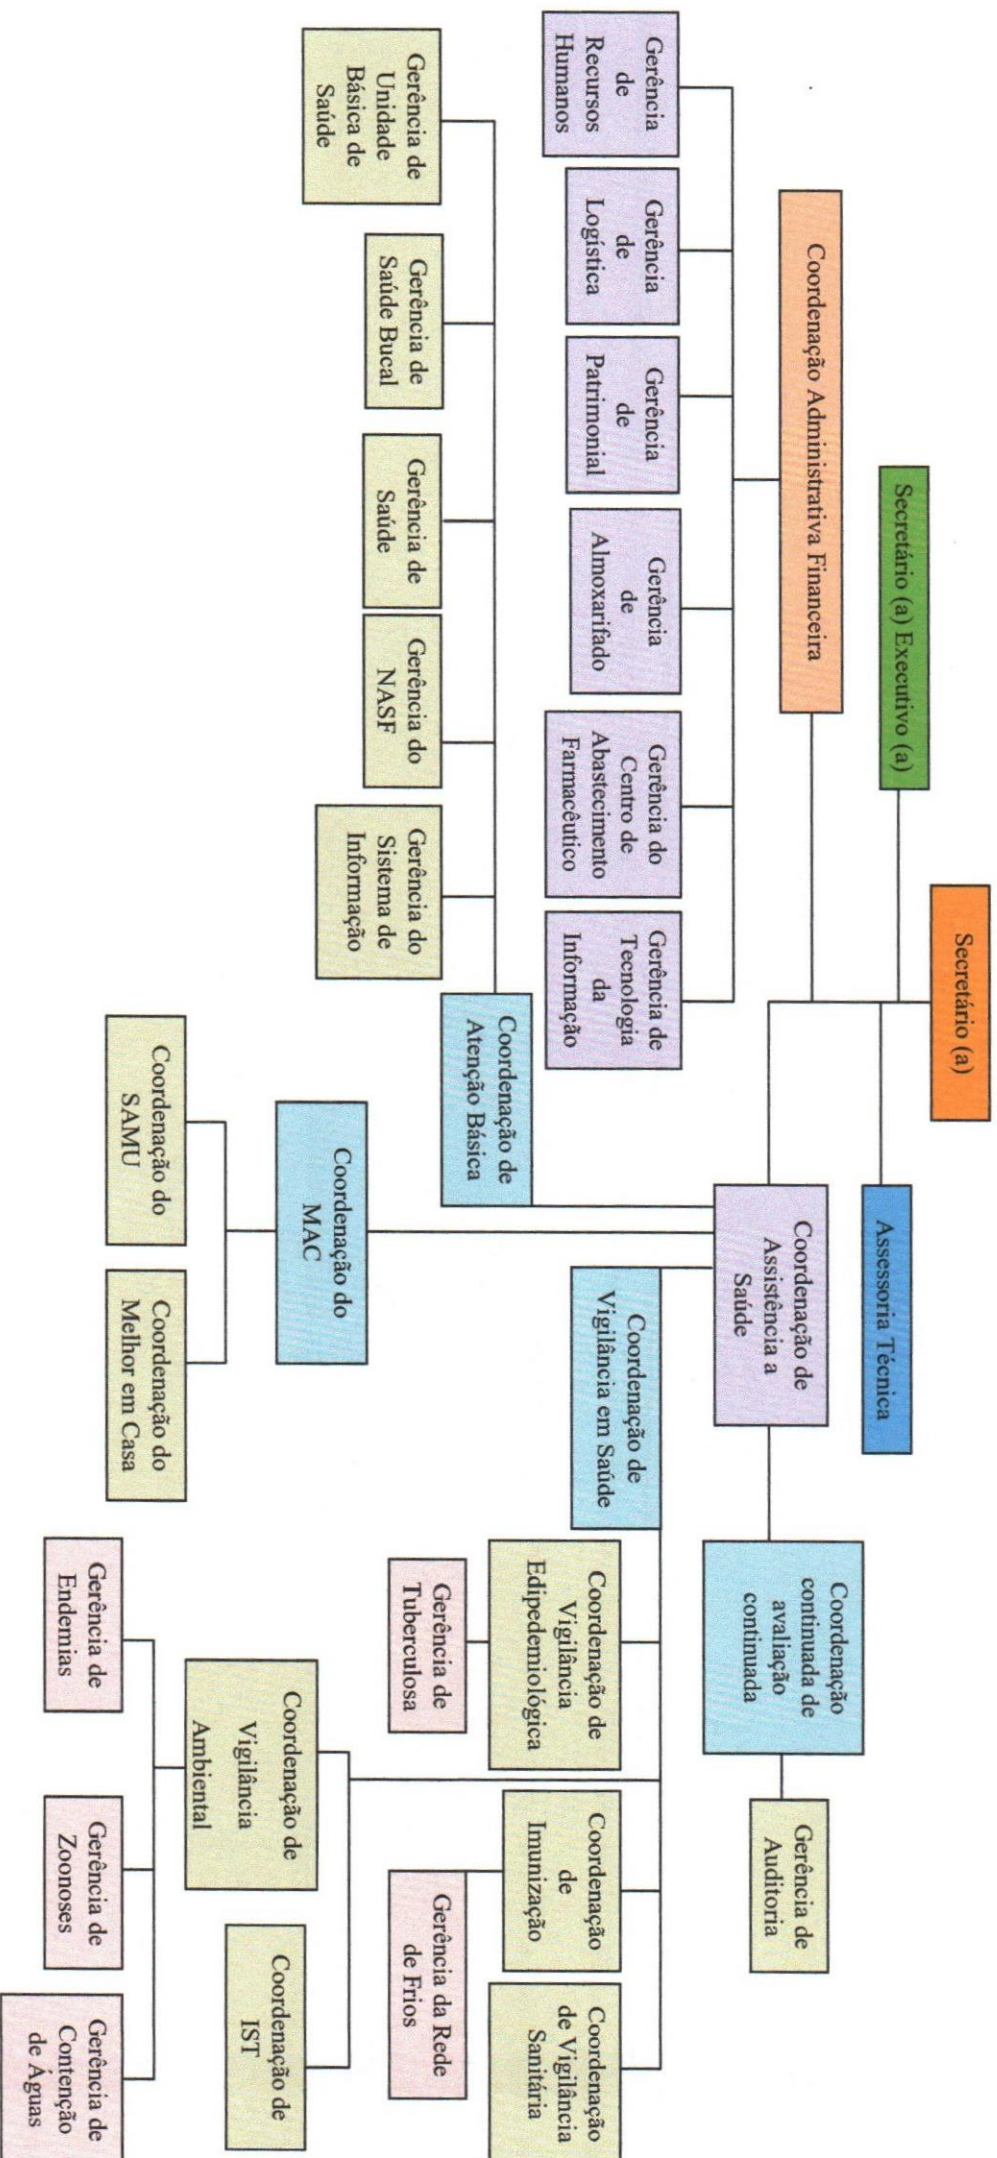 Secretário (a)
Secretário (a) Executivo (a)
Assessoria Técnica
Coordenação Administrativa Financeira
Coordenação de
Assistência a
Saúde
Coordenação
continuada de
avaliação
continuada
Gerência de
Auditoria
Gerência
de
Recursos
Humanos
Gerência
de
Logística
Gerência
de
Patrimonial
Gerência
de
Almoxarifado
Gerência do
Centro de
Abastecimento
Farmacêutico
Gerência de
Tecnologia
da
Informação
Coordenação de
Vigilância em Saúde
Coordenação de
Atenção Básica
Coordenação de
Vigilância
Edipedemiológica
Coordenação
de
Imunização
Coordenação
de Vigilância
Sanitária
Gerência de
Unidade
Básica de
Saúde
Gerência de
Saúde Bucal
Gerência de
Saúde
Gerência do
NASF
Gerência do
Sistema de
Informação
Gerência de
Tuberculosa
Gerência da Rede
de Frios
Coordenação do
MAC
Coordenação de
Vigilância
Ambiental
Coordenação de
IST
Coordenação do
SAMU
Coordenação do
Melhor em Casa
Gerência de
Endemias
Gerência de
Zoonoses
Gerência de
Contenção
de Águas